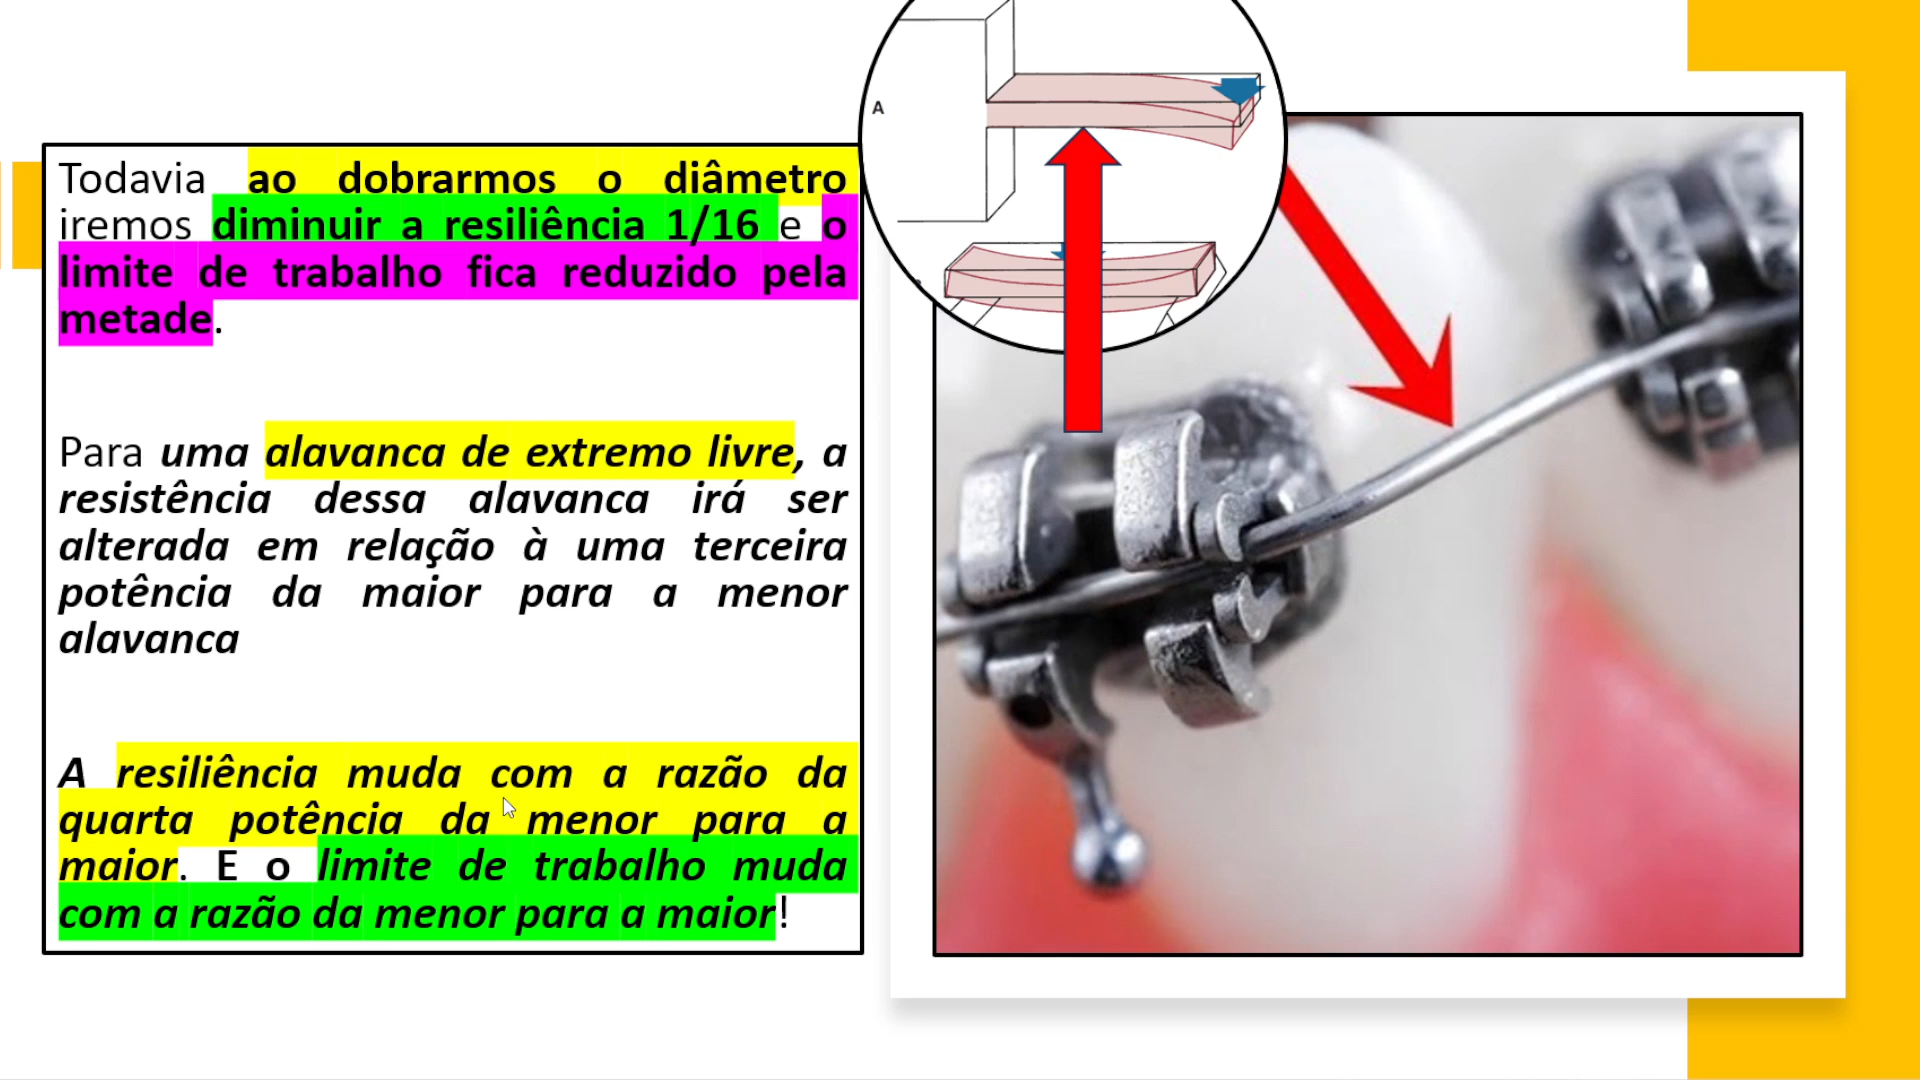 A
Todavia ao dobrarmos o diâmetro
iremos diminuir a resiliência 1/16 e o
limite de trabalho fica reduzido pela
metade.
Para uma alavanca de extremo livre, a
resistência dessa alavanca irá ser
alterada em relação à uma terceira
potência da maior para a menor
alavanca
A resiliência muda com a razão da
quarta potência da menor para a
maior. E o limite de trabalho muda
com a razão da menor para a maior!